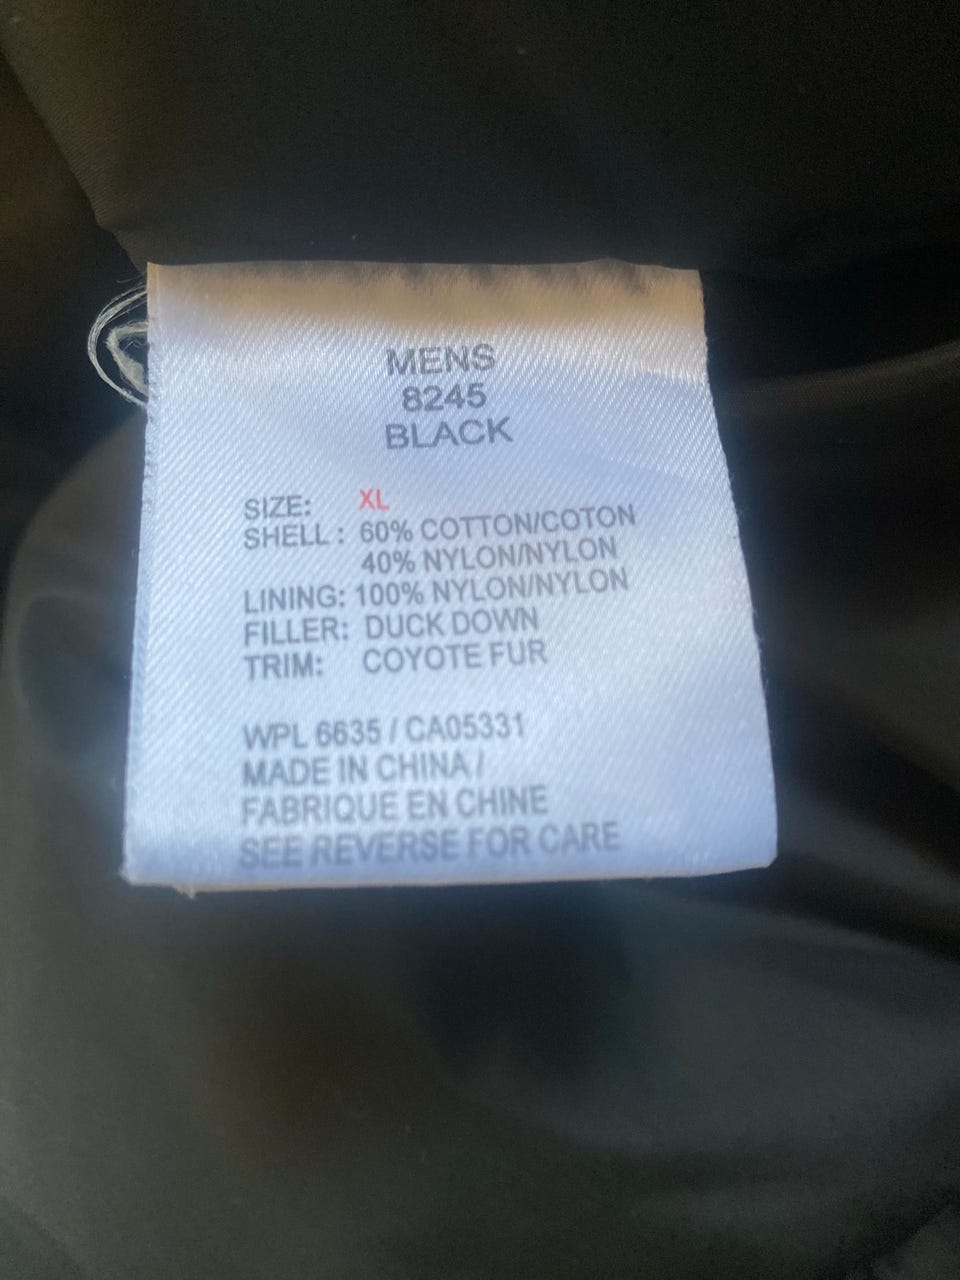 MENS
8245
BLACK
SIZE: XL
SHELL : 60% COTTON/COTON
40% NYLON/NYLON
LINING: 100% NYLON/NYLON
FILLER: DUCK DOWN
TRIM: COYOTE FUR
WPL 6635 / CA05331
MADE IN CHINA /
FABRIQUE EN CHINE
SEE REVERSE FOR CARE